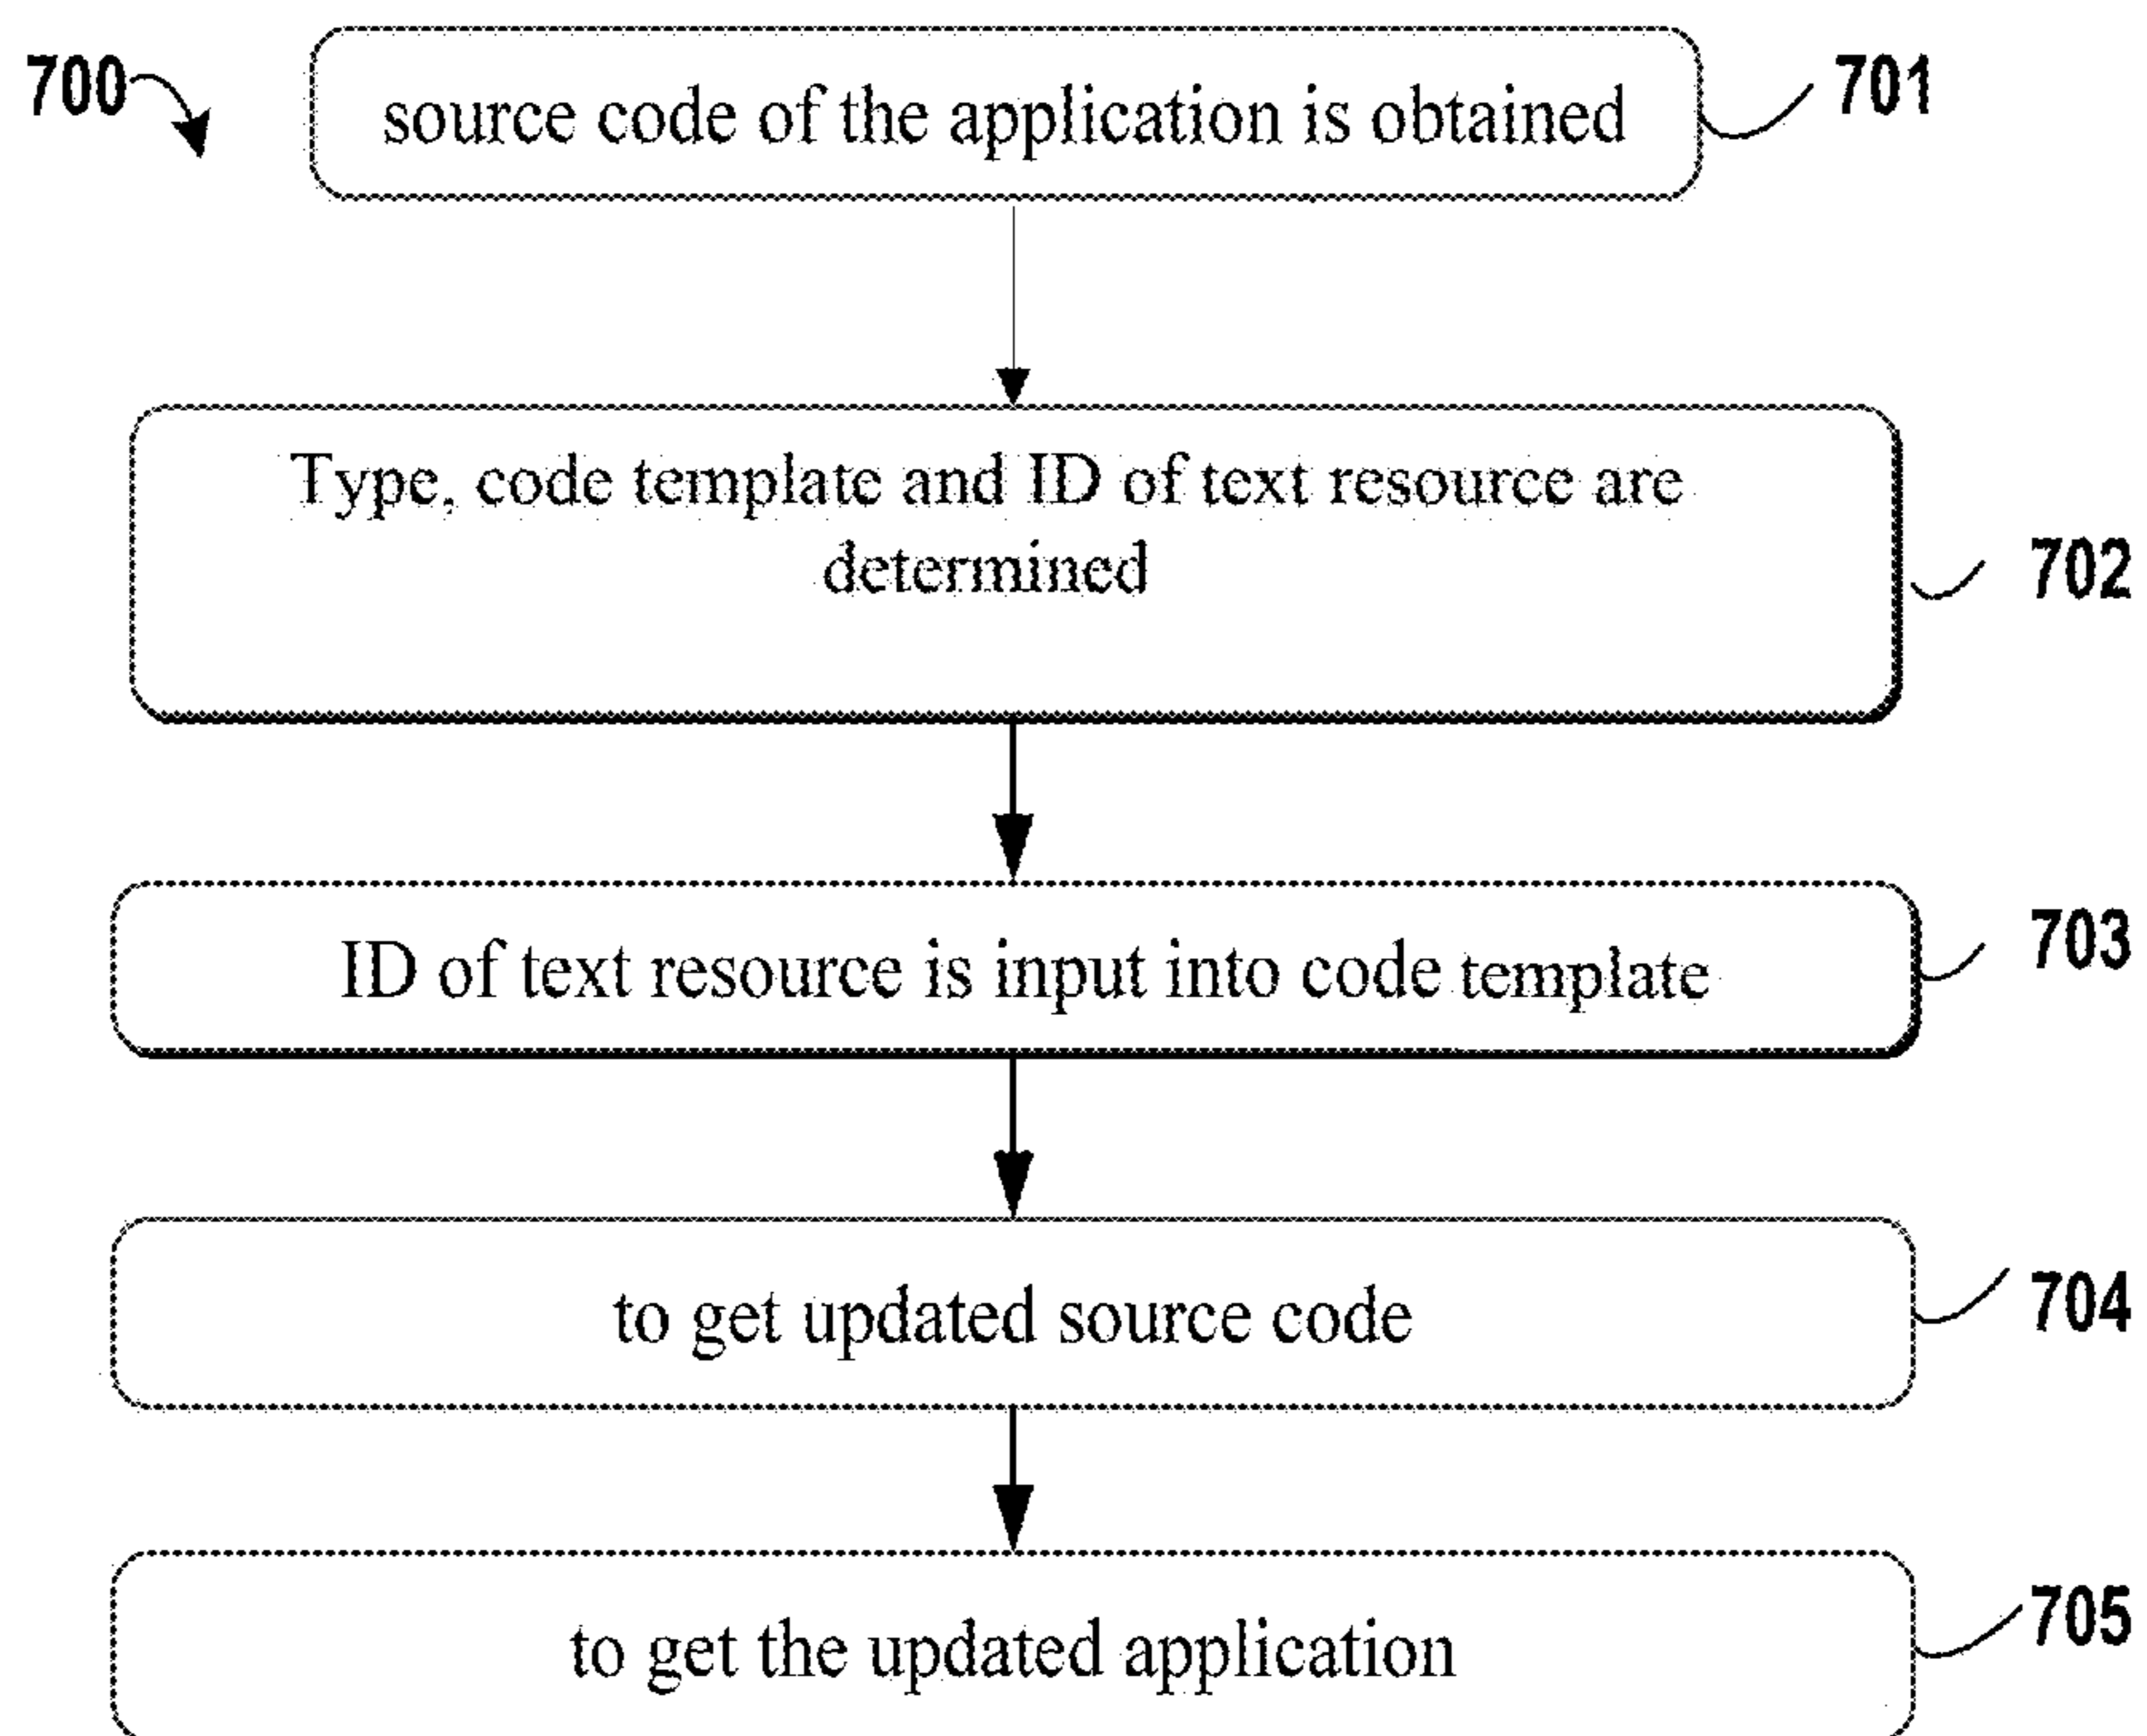 700
source code of the application is obtained
701
Type, code template and ID of text resource are
determined
702
ID of text resource is input into code template
703
to get updated source code
704
to get the updated application
705